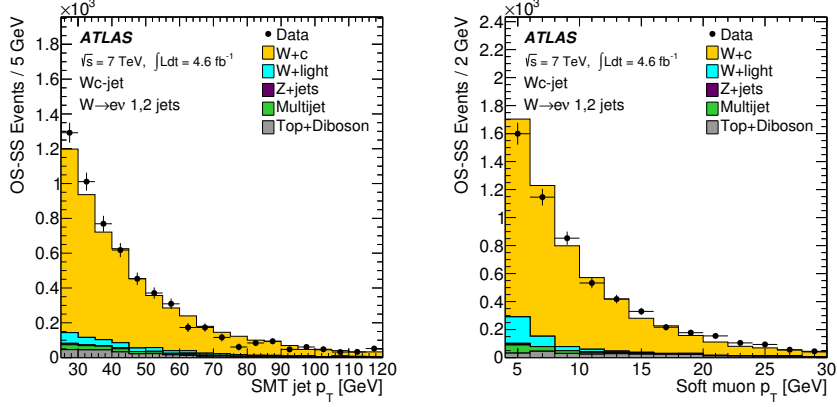 ×10³
OS-SS Events / 5 GeV
1.8
1.6
1.4
1.2
1
0.8
0.6
0.4
0.2
0
ATLAS
√s = 7 TeV, ∫Ldt = 4.6 fb⁻¹
Wc-jet
W→eν 1,2 jets
Data
W+c
W+light
Z+jets
Multijet
Top+Diboson
30 40 50 60 70 80 90 100 110 120
SMT jet p_T [GeV]
×10³
OS-SS Events / 2 GeV
2.4
2.2
2
1.8
1.6
1.4
1.2
1
0.8
0.6
0.4
0.2
0
ATLAS
√s = 7 TeV, ∫Ldt = 4.6 fb⁻¹
Wc-jet
W→eν 1,2 jets
Data
W+c
W+light
Z+jets
Multijet
Top+Diboson
5 10 15 20 25 30
Soft muon p_T [GeV]